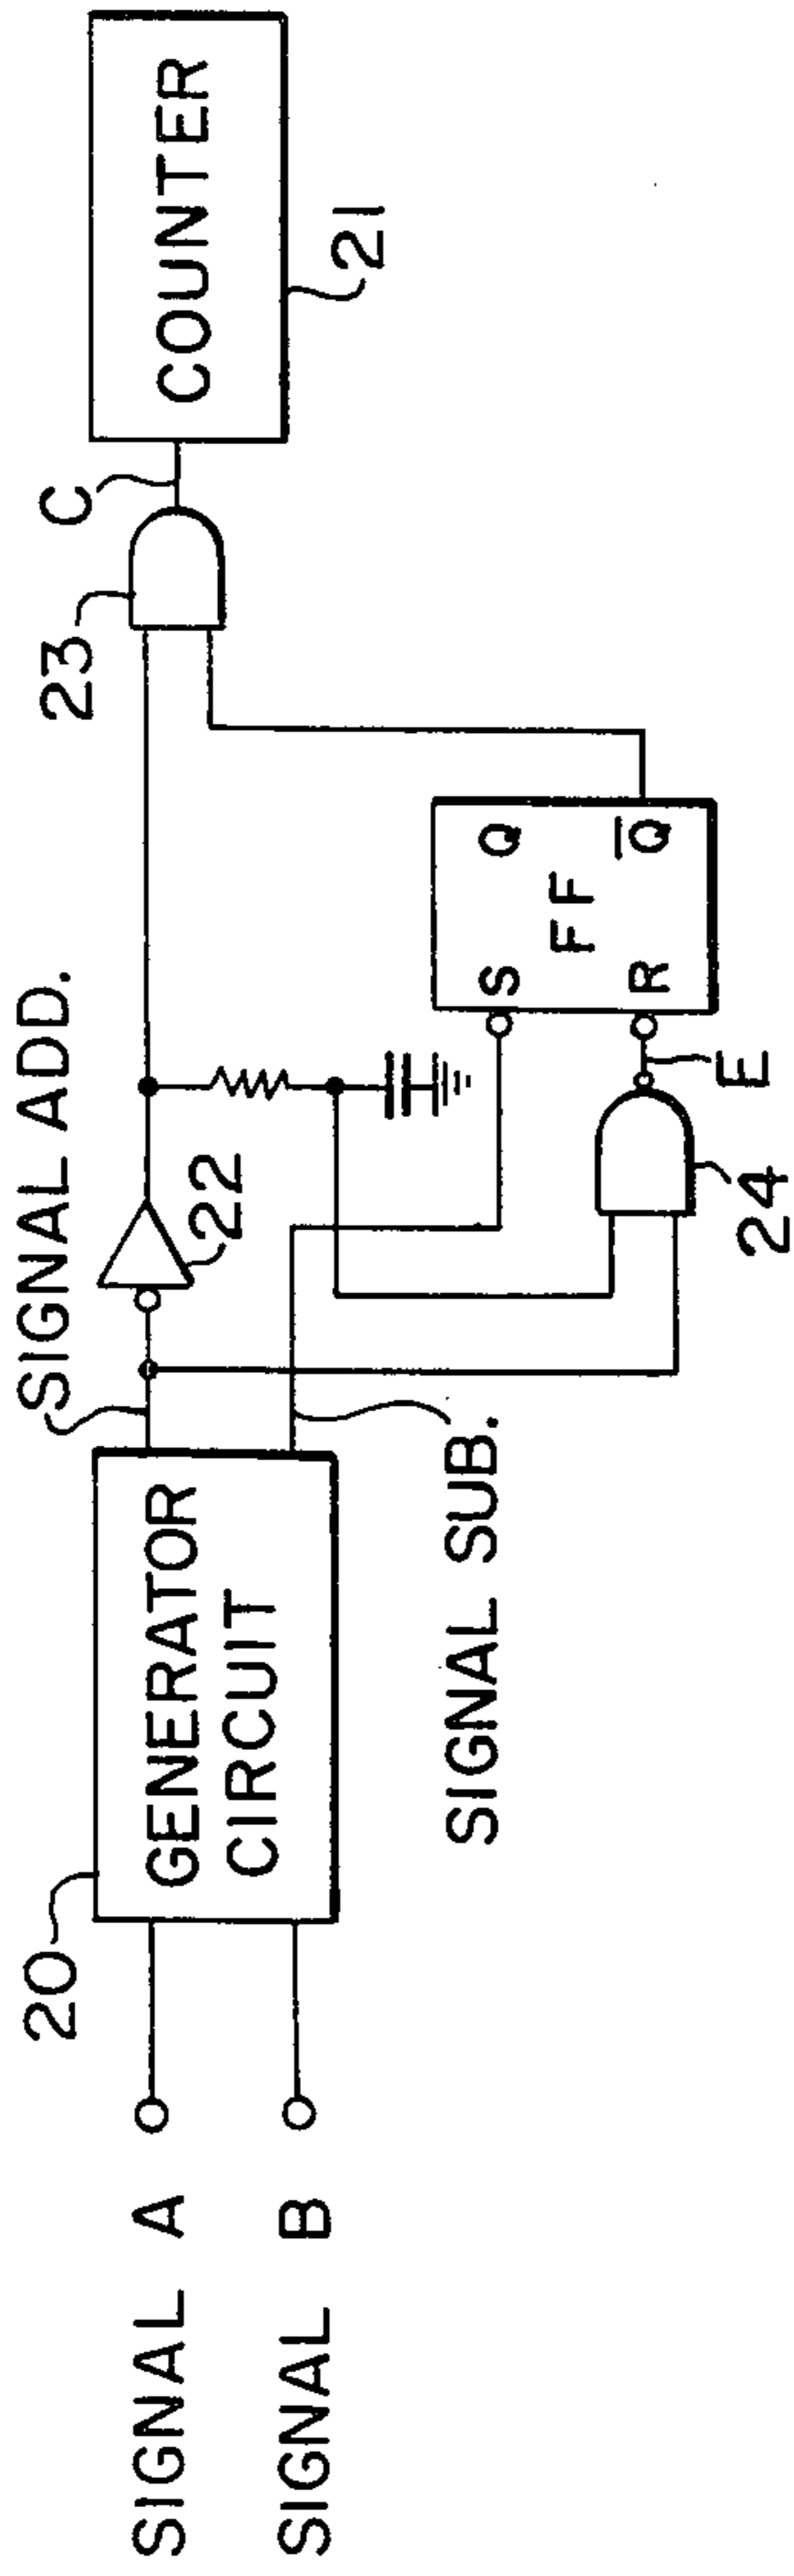 SIGNAL A
SIGNAL B
20
GENERATOR
CIRCUIT
SIGNAL ADD.
SIGNAL SUB.
22
24
E
S
R
FF
Q
Q̅
23
C
COUNTER
21